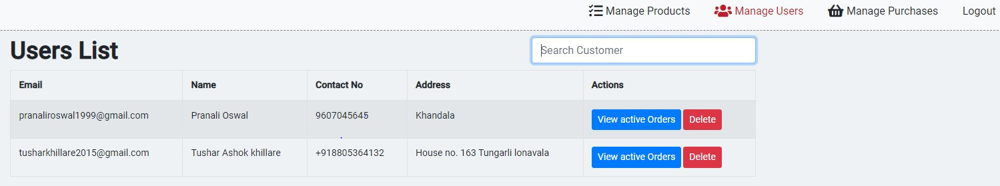 Manage Products Manage Users Manage Purchases Logout
Users List
Search Customer
Email Name Contact No Address Actions
pranaliroswal1999@gmail.com Pranali Oswal 9607045645 Khandala View active Orders Delete
tusharkhillare2015@gmail.com Tushar Ashok khillare +918805364132 House no. 163 Tungarli lonavala View active Orders Delete